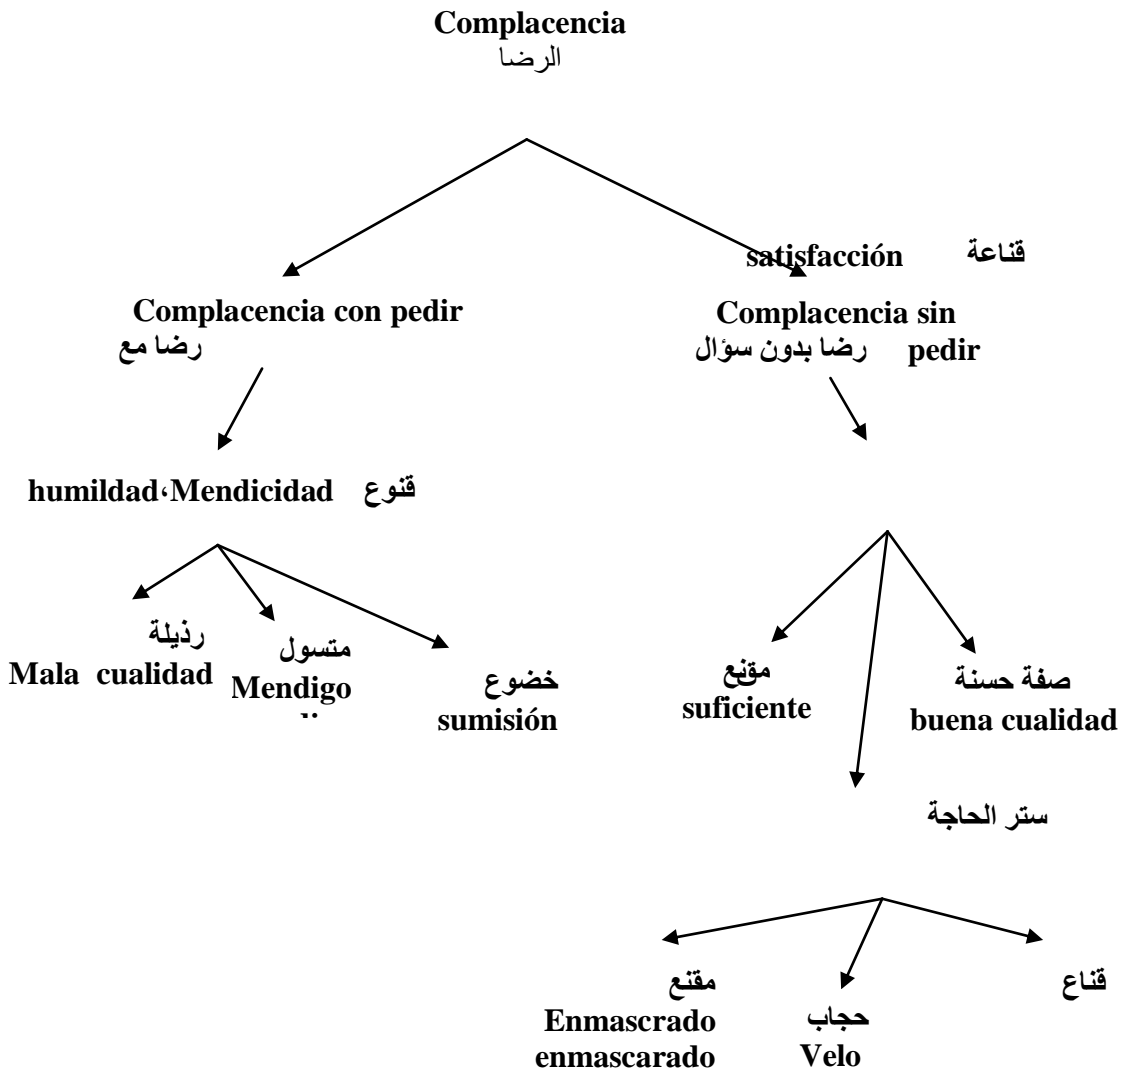 Complacencia
الرضا
satisfacción قناعة
Complacencia con pedir
رضا مع
Complacencia sin
pedir رضا بدون سؤال
humildad،Mendicidad قنوع
رذيلة
Mala cualidad
متسول
Mendigo
خضوع
sumisión
مقنع
suficiente
صفة حسنة
buena cualidad
ستر الحاجة
مقنع
Enmascrado
enmascarado
حجاب
Velo
قناع